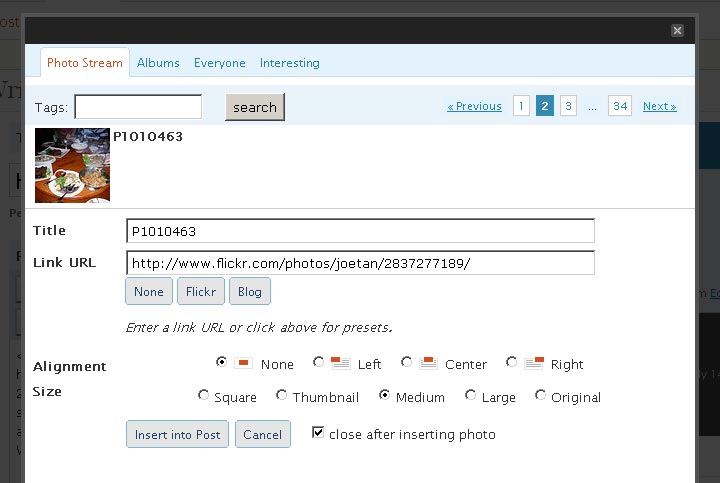 Photo Stream Albums Everyone Interesting
Tags: search « Previous 1 2 3 ... 34 Next »
P1010463
Title P1010463
Link URL http://www.flickr.com/photos/joetan/2837277189/
None Flickr Blog
Enter a link URL or click above for presets.
Alignment None Left Center Right
Size Square Thumbnail Medium Large Original
Insert into Post Cancel close after inserting photo